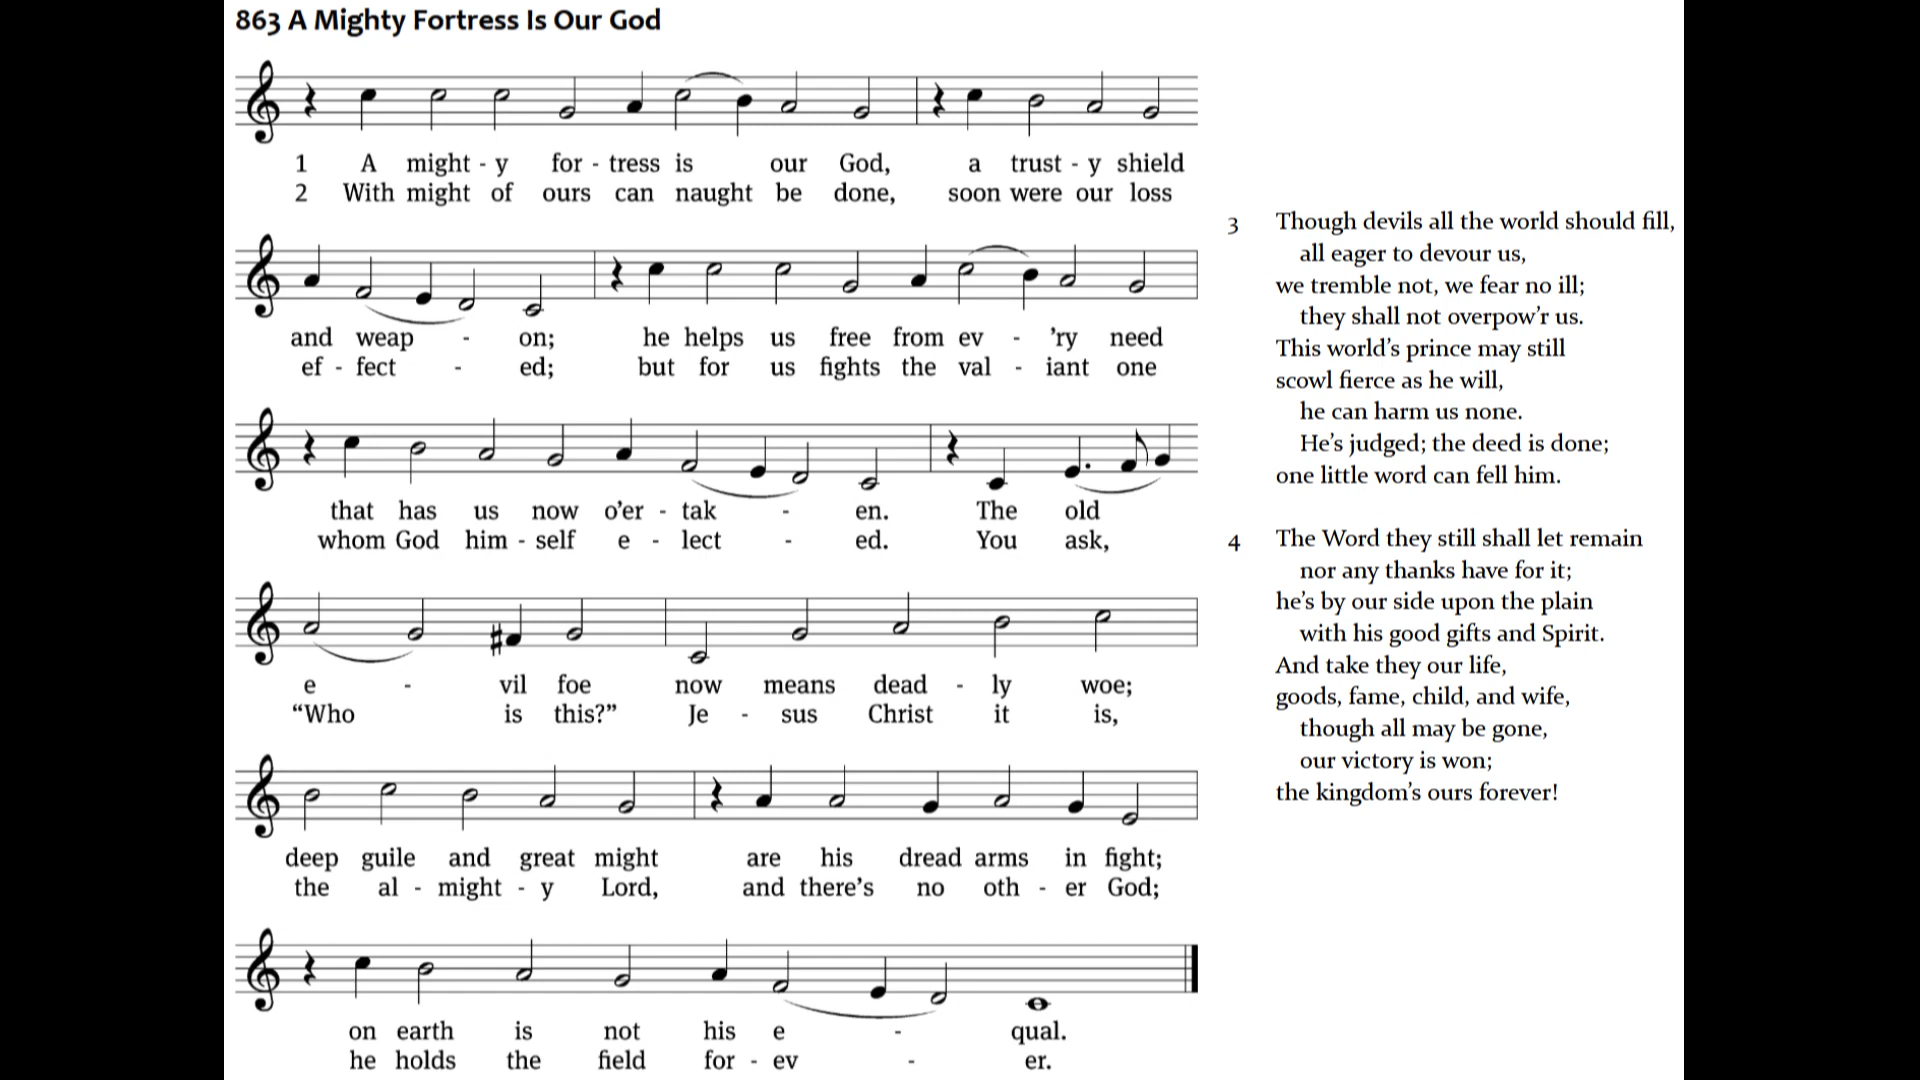 863 A Mighty Fortress Is Our God
1 A might - y for - tress is our God, a trust - y shield
2 With might of ours can naught be done, soon were our loss
and weap - on; he helps us free from ev - ’ry need
ef - fect - ed; but for us fights the val - iant one
that has us now o’er - tak - en. The old
whom God him - self e - lect - ed. You ask,
e - vil foe now means dead - ly woe;
“Who is this?” Je - sus Christ it is,
deep guile and great might are his dread arms in fight;
the al - might - y Lord, and there’s no oth - er God;
on earth is not his e - qual.
he holds the field for - ev - er.
3 Though devils all the world should fill,
all eager to devour us,
we tremble not, we fear no ill;
they shall not overpow’r us.
This world’s prince may still
scowl fierce as he will,
he can harm us none.
He’s judged; the deed is done;
one little word can fell him.
4 The Word they still shall let remain
nor any thanks have for it;
he’s by our side upon the plain
with his good gifts and Spirit.
And take they our life,
goods, fame, child, and wife,
though all may be gone,
our victory is won;
the kingdom’s ours forever!